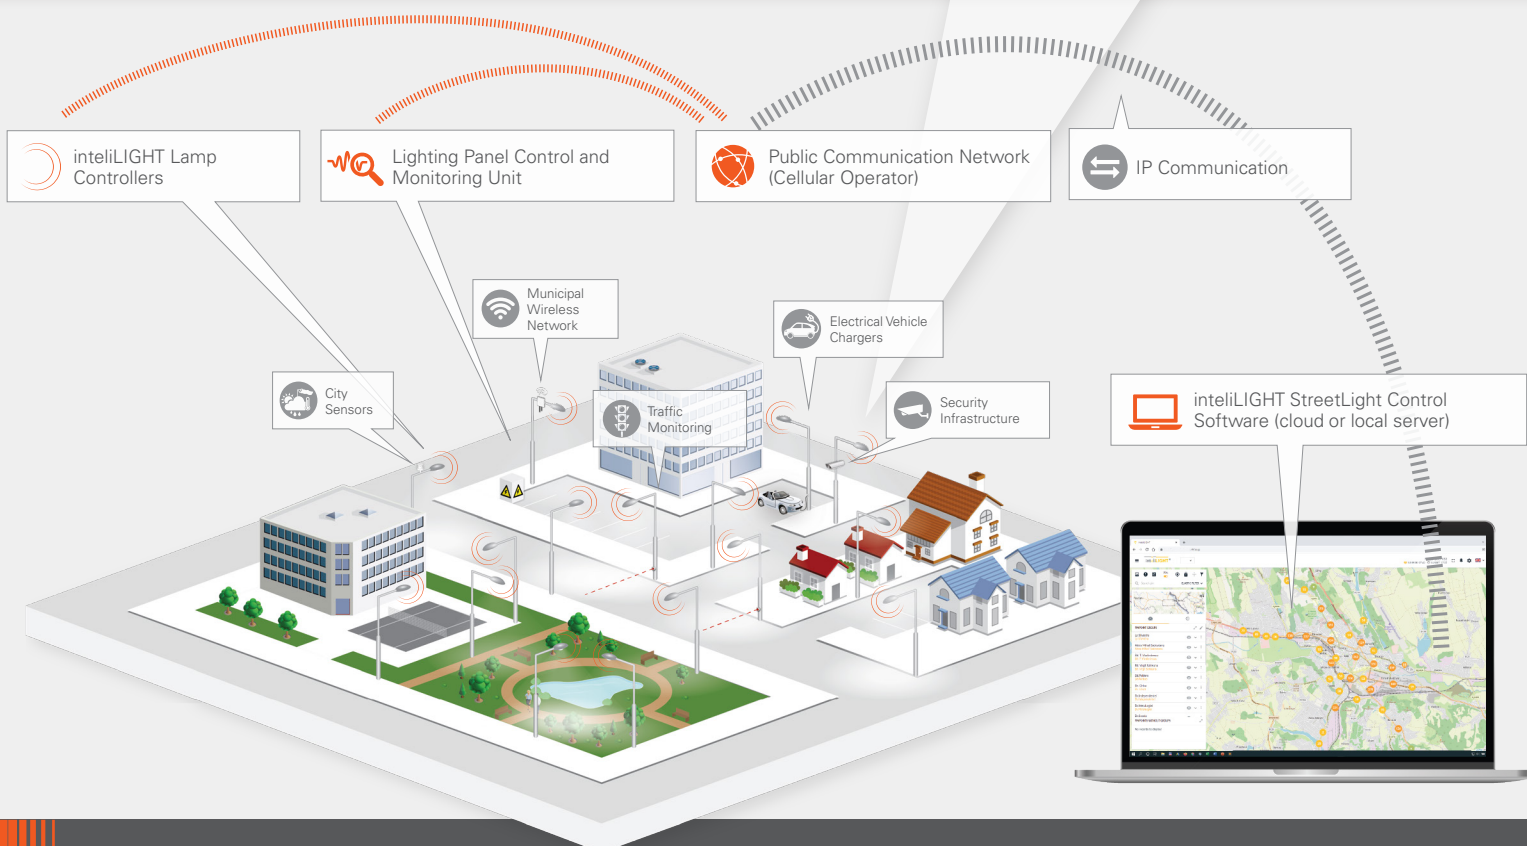 inteliLIGHT Lamp
Controllers
Lighting Panel Control and
Monitoring Unit
Public Communication Network
(Cellular Operator)
IP Communication
Municipal
Wireless
Network
Electrical Vehicle
Chargers
City
Sensors
Traffic
Monitoring
Security
Infrastructure
inteliLIGHT StreetLight Control
Software (cloud or local server)